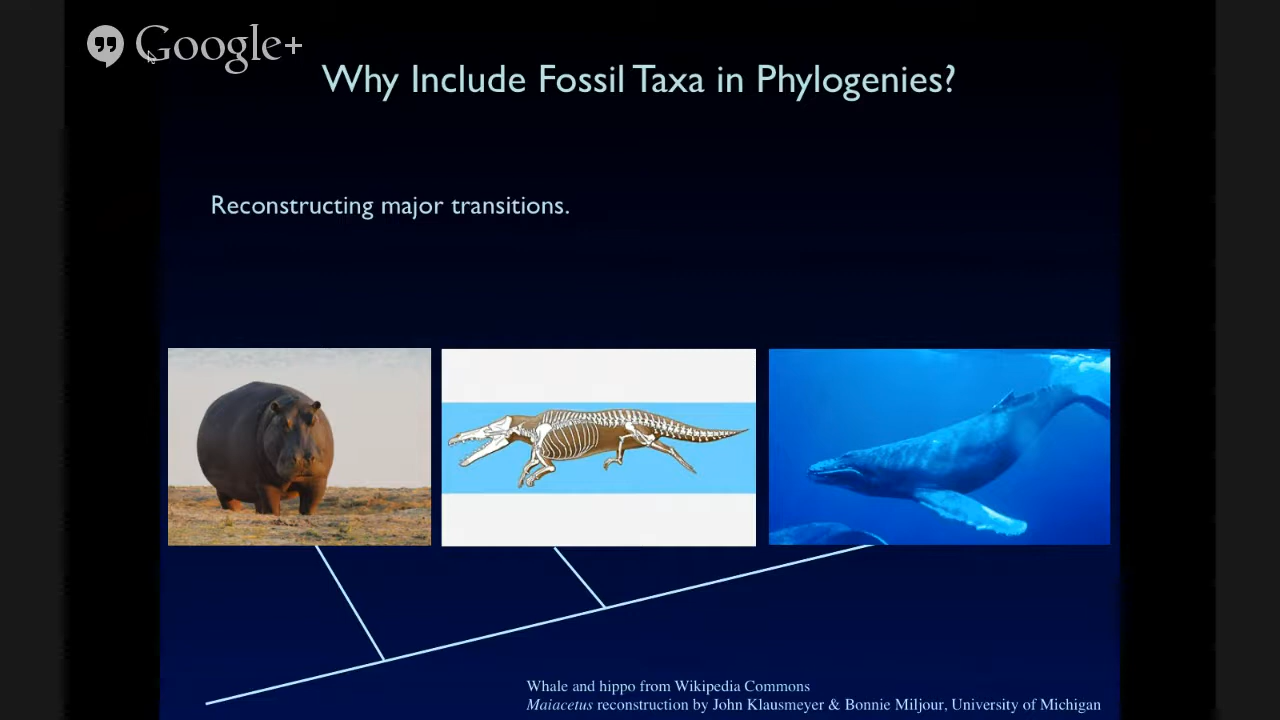 Google+
Why Include Fossil Taxa in Phylogenies?
Reconstructing major transitions.
Whale and hippo from Wikipedia Commons
Maiacetus reconstruction by John Klausmeyer & Bonnie Miljour, University of Michigan